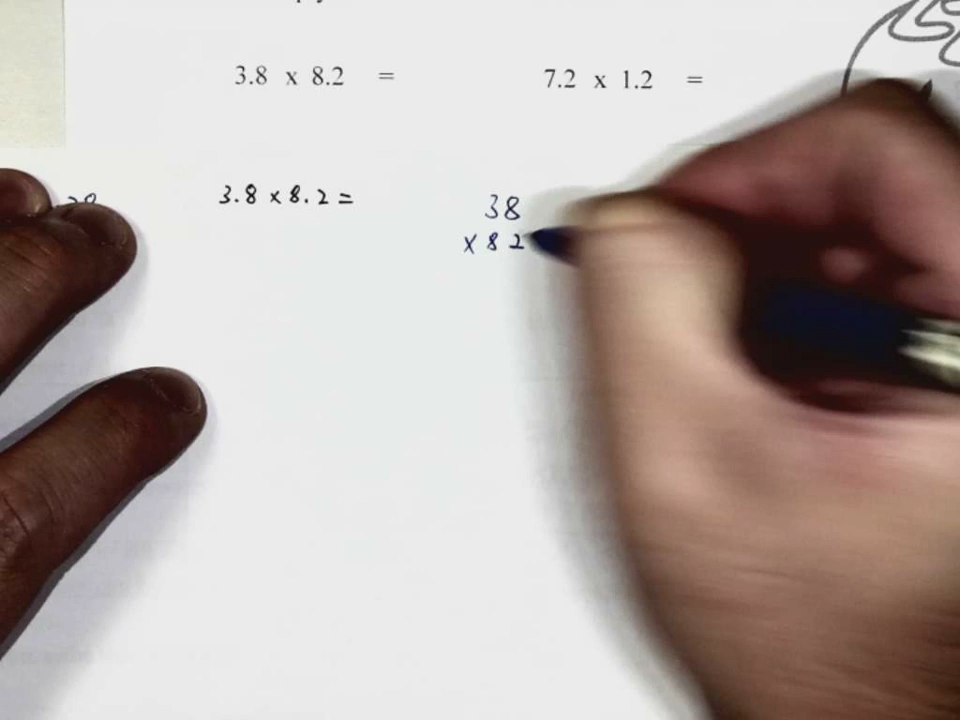 3.8 x 8.2 =
7.2 x 1.2 =
3.8 x 8.2 =
38
x 82